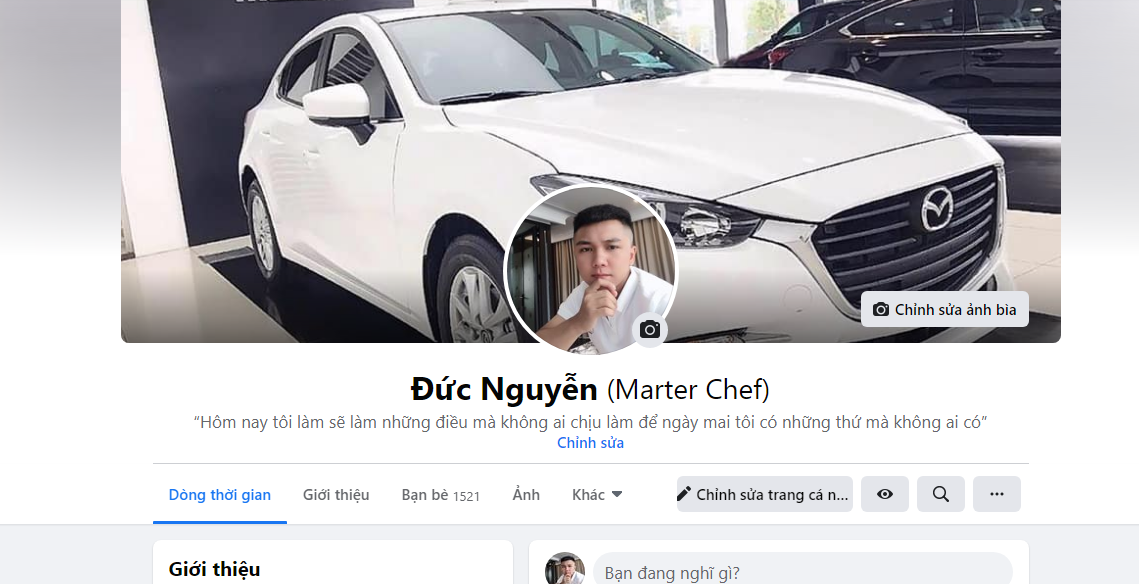 Chỉnh sửa ảnh bìa
Đức Nguyễn (Marter Chef)
“Hôm nay tôi làm sẽ làm những điều mà không ai chịu làm để ngày mai tôi có những thứ mà không ai có”
Chỉnh sửa
Dòng thời gian Giới thiệu Bạn bè 1521 Ảnh Khác Chỉnh sửa trang cá n...
Giới thiệu
Bạn đang nghĩ gì?